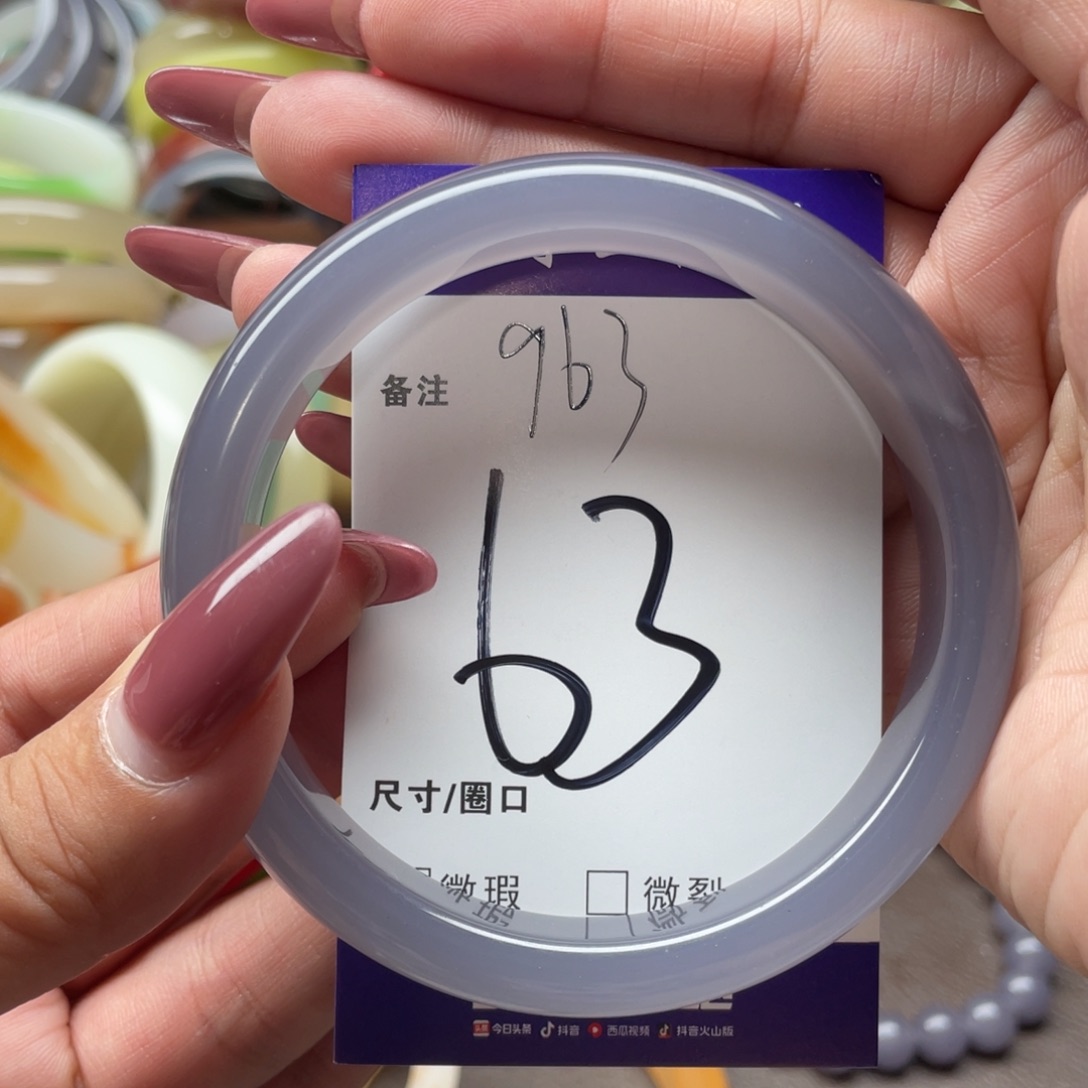 963
备注
63
尺寸/圈口
微瑕 微裂
今日头条 抖音 西瓜视频 抖音火山版